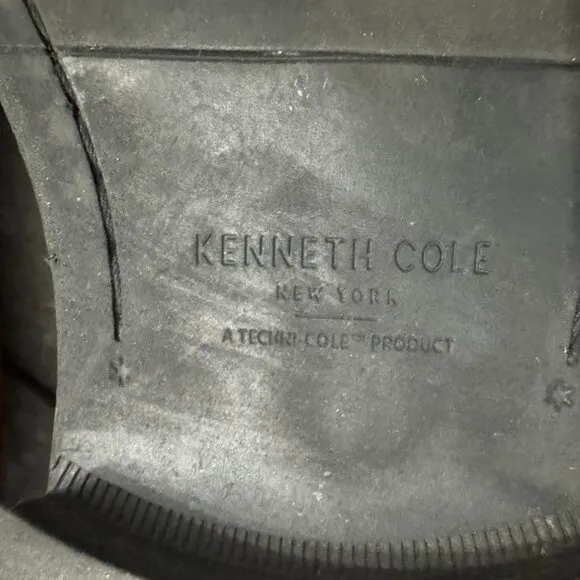 KENNETH COLE
NEW YORK
A TECHNI-COLE™ PRODUCT